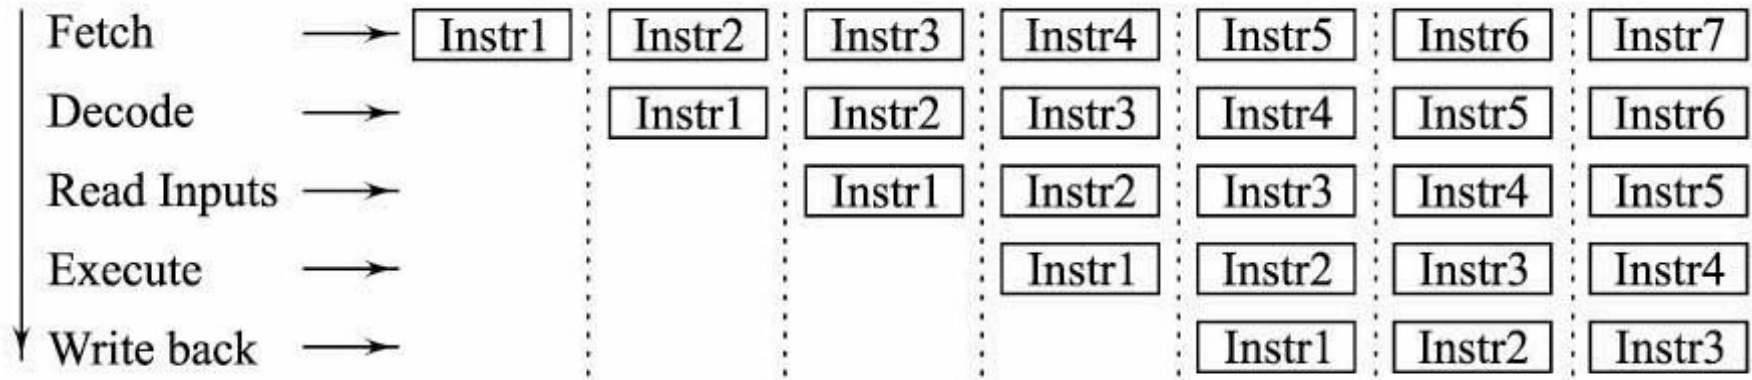 Fetch Instr1 Instr2 Instr3 Instr4 Instr5 Instr6 Instr7
Decode Instr1 Instr2 Instr3 Instr4 Instr5 Instr6
Read Inputs Instr1 Instr2 Instr3 Instr4 Instr5
Execute Instr1 Instr2 Instr3 Instr4
Write back Instr1 Instr2 Instr3